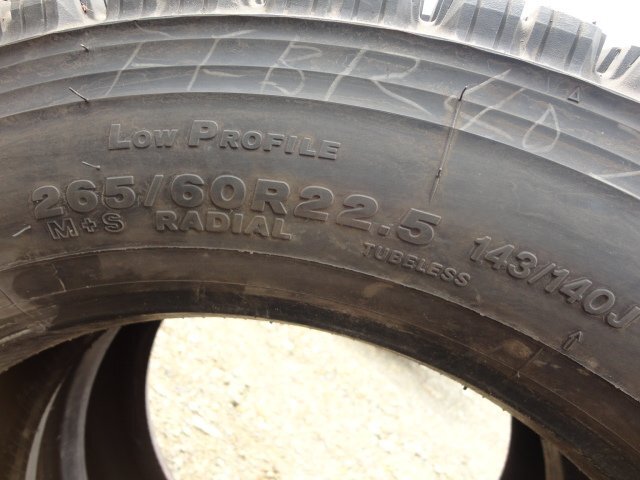 LOW PROFILE
265/60R22.5 143/140J
M+S RADIAL TUBELESS